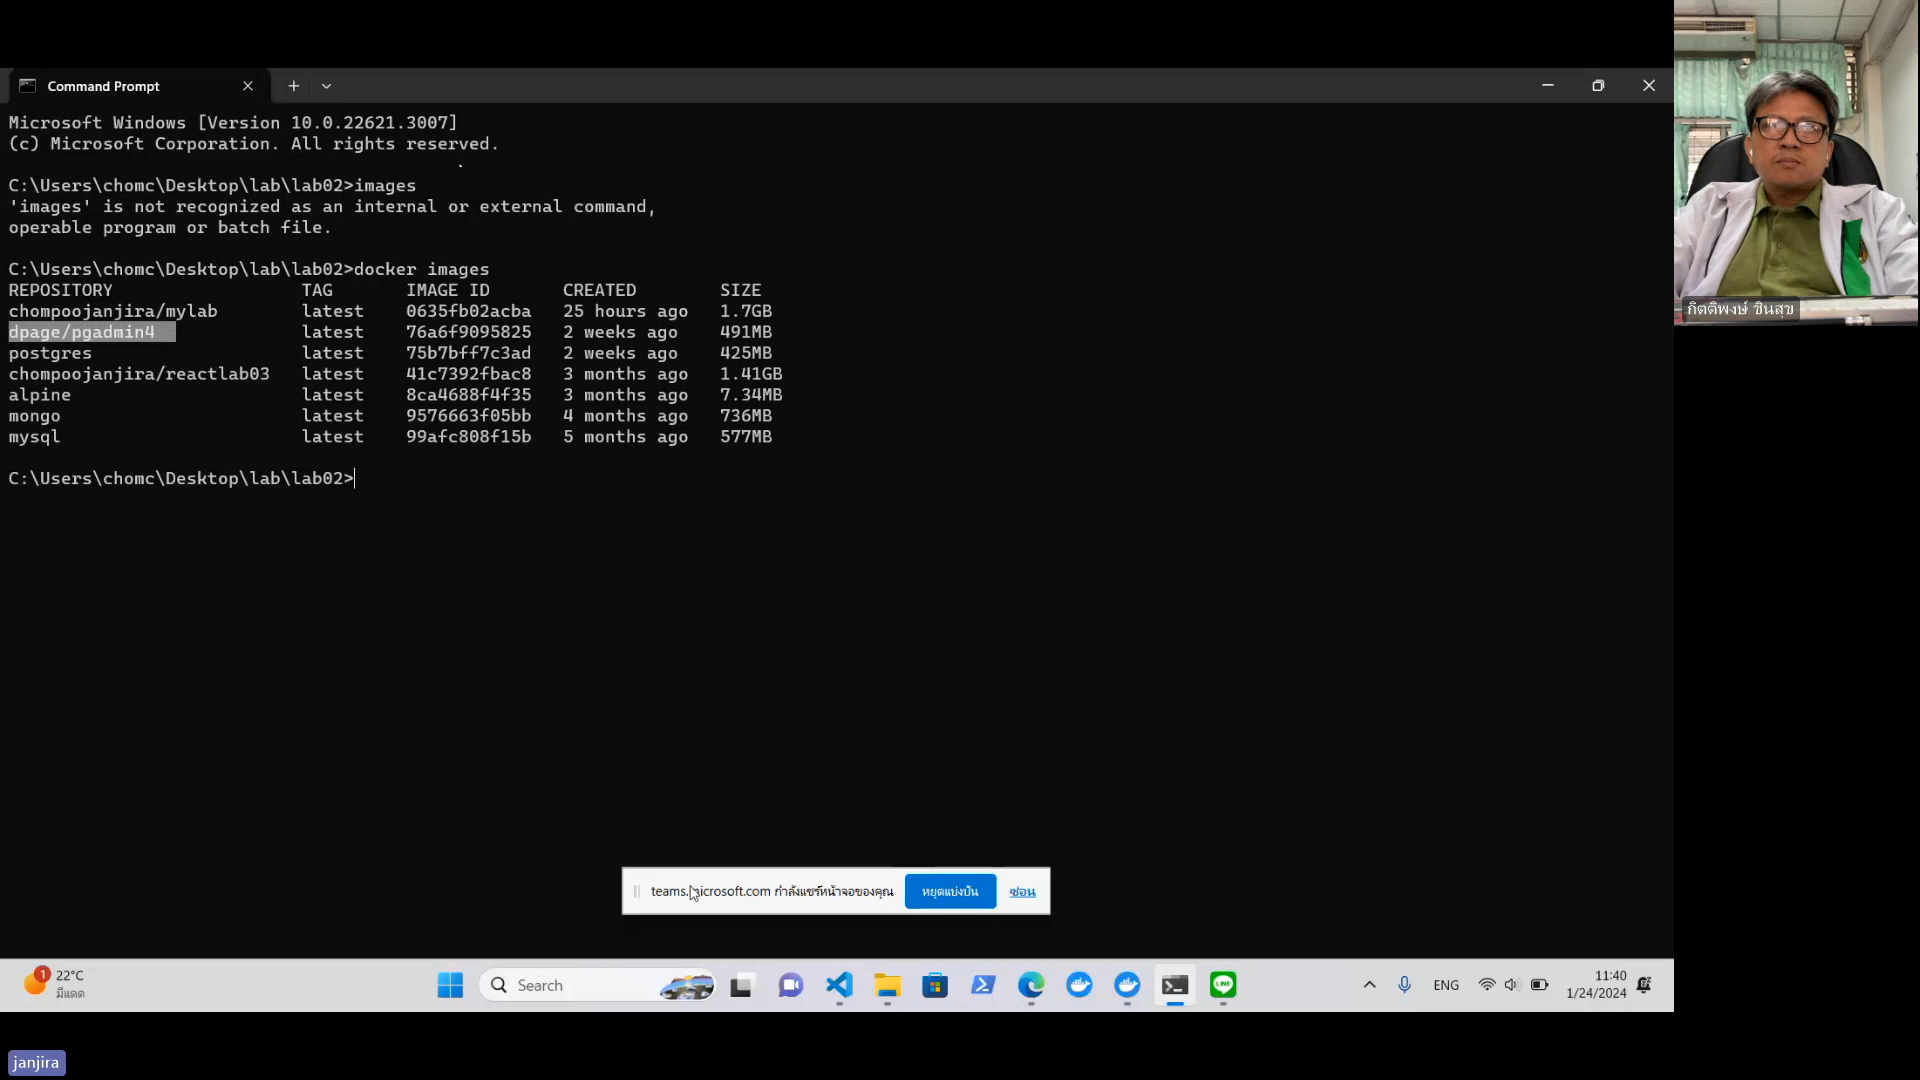 Command Prompt
Microsoft Windows [Version 10.0.22621.3007]
(c) Microsoft Corporation. All rights reserved.
C:\Users\chomc\Desktop\lab\lab02>images
'images' is not recognized as an internal or external command,
operable program or batch file.
C:\Users\chomc\Desktop\lab\lab02>docker images
REPOSITORY TAG IMAGE ID CREATED SIZE
chompoojanjira/mylab latest 0635fb02acba 25 hours ago 1.7GB
dpage/pgadmin4 latest 76a6f9095825 2 weeks ago 491MB
postgres latest 75b7bff7c3ad 2 weeks ago 425MB
chompoojanjira/reactlab03 latest 41c7392fbac8 3 months ago 1.41GB
alpine latest 8ca4688f4f35 3 months ago 7.34MB
mongo latest 9576663f05bb 4 months ago 736MB
mysql latest 99afc808f15b 5 months ago 577MB
C:\Users\chomc\Desktop\lab\lab02>
กิตติพงษ์ ชินสุข
teams.microsoft.com กำลังแชร์หน้าจอของคุณ หยุดแบ่งปัน ซ่อน
1 22°C
มีแดด
Search
ENG
11:40
1/24/2024
janjira